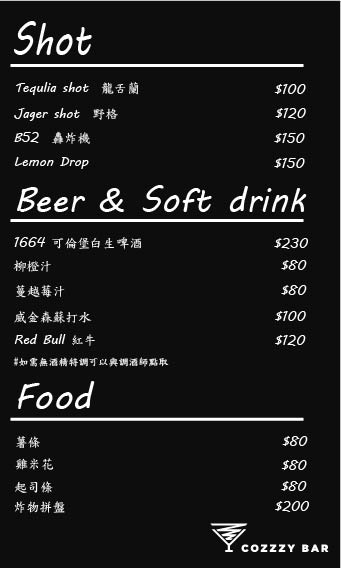 Shot
Tequlia shot 龍舌蘭 $100
Jager shot 野格 $120
B52 轟炸機 $150
Lemon Drop $150
Beer & Soft drink
1664 可倫堡白生啤酒 $230
柳橙汁 $80
蔓越莓汁 $80
威金森蘇打水 $100
Red Bull 紅牛 $120
#如需無酒精特調可以與調酒師點取
Food
薯條 $80
雞米花 $80
起司條 $80
炸物拼盤 $200
COZZZY BAR